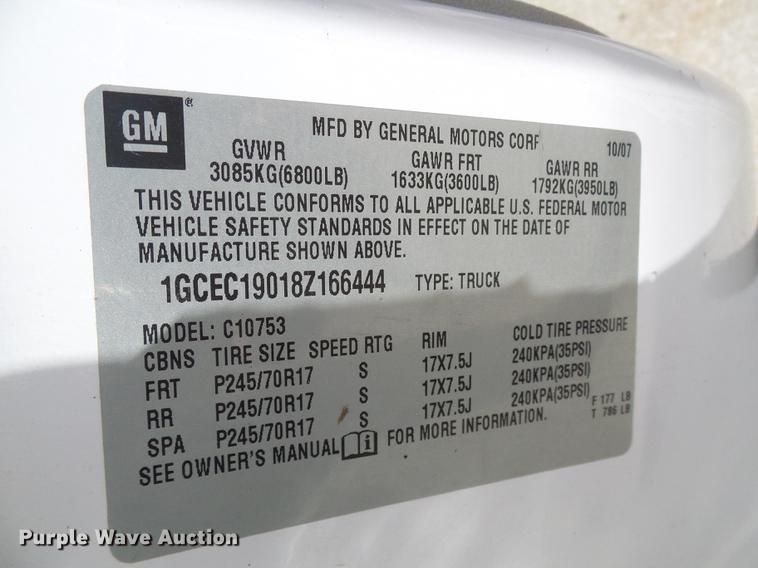 GM
MFD BY GENERAL MOTORS CORP
10/07
GVWR GAWR FRT GAWR RR
3085KG(6800LB) 1633KG(3600LB) 1792KG(3950LB)
THIS VEHICLE CONFORMS TO ALL APPLICABLE U.S. FEDERAL MOTOR
VEHICLE SAFETY STANDARDS IN EFFECT ON THE DATE OF
MANUFACTURE SHOWN ABOVE.
1GCEC19018Z166444 TYPE: TRUCK
MODEL: C10753
CBNS TIRE SIZE SPEED RTG RIM COLD TIRE PRESSURE
FRT P245/70R17 S 17X7.5J 240KPA(35PSI)
RR P245/70R17 S 17X7.5J 240KPA(35PSI)
SPA P245/70R17 S 17X7.5J 240KPA(35PSI)
F 177 LB
T 786 LB
SEE OWNER'S MANUAL FOR MORE INFORMATION.
Purple Wave Auction